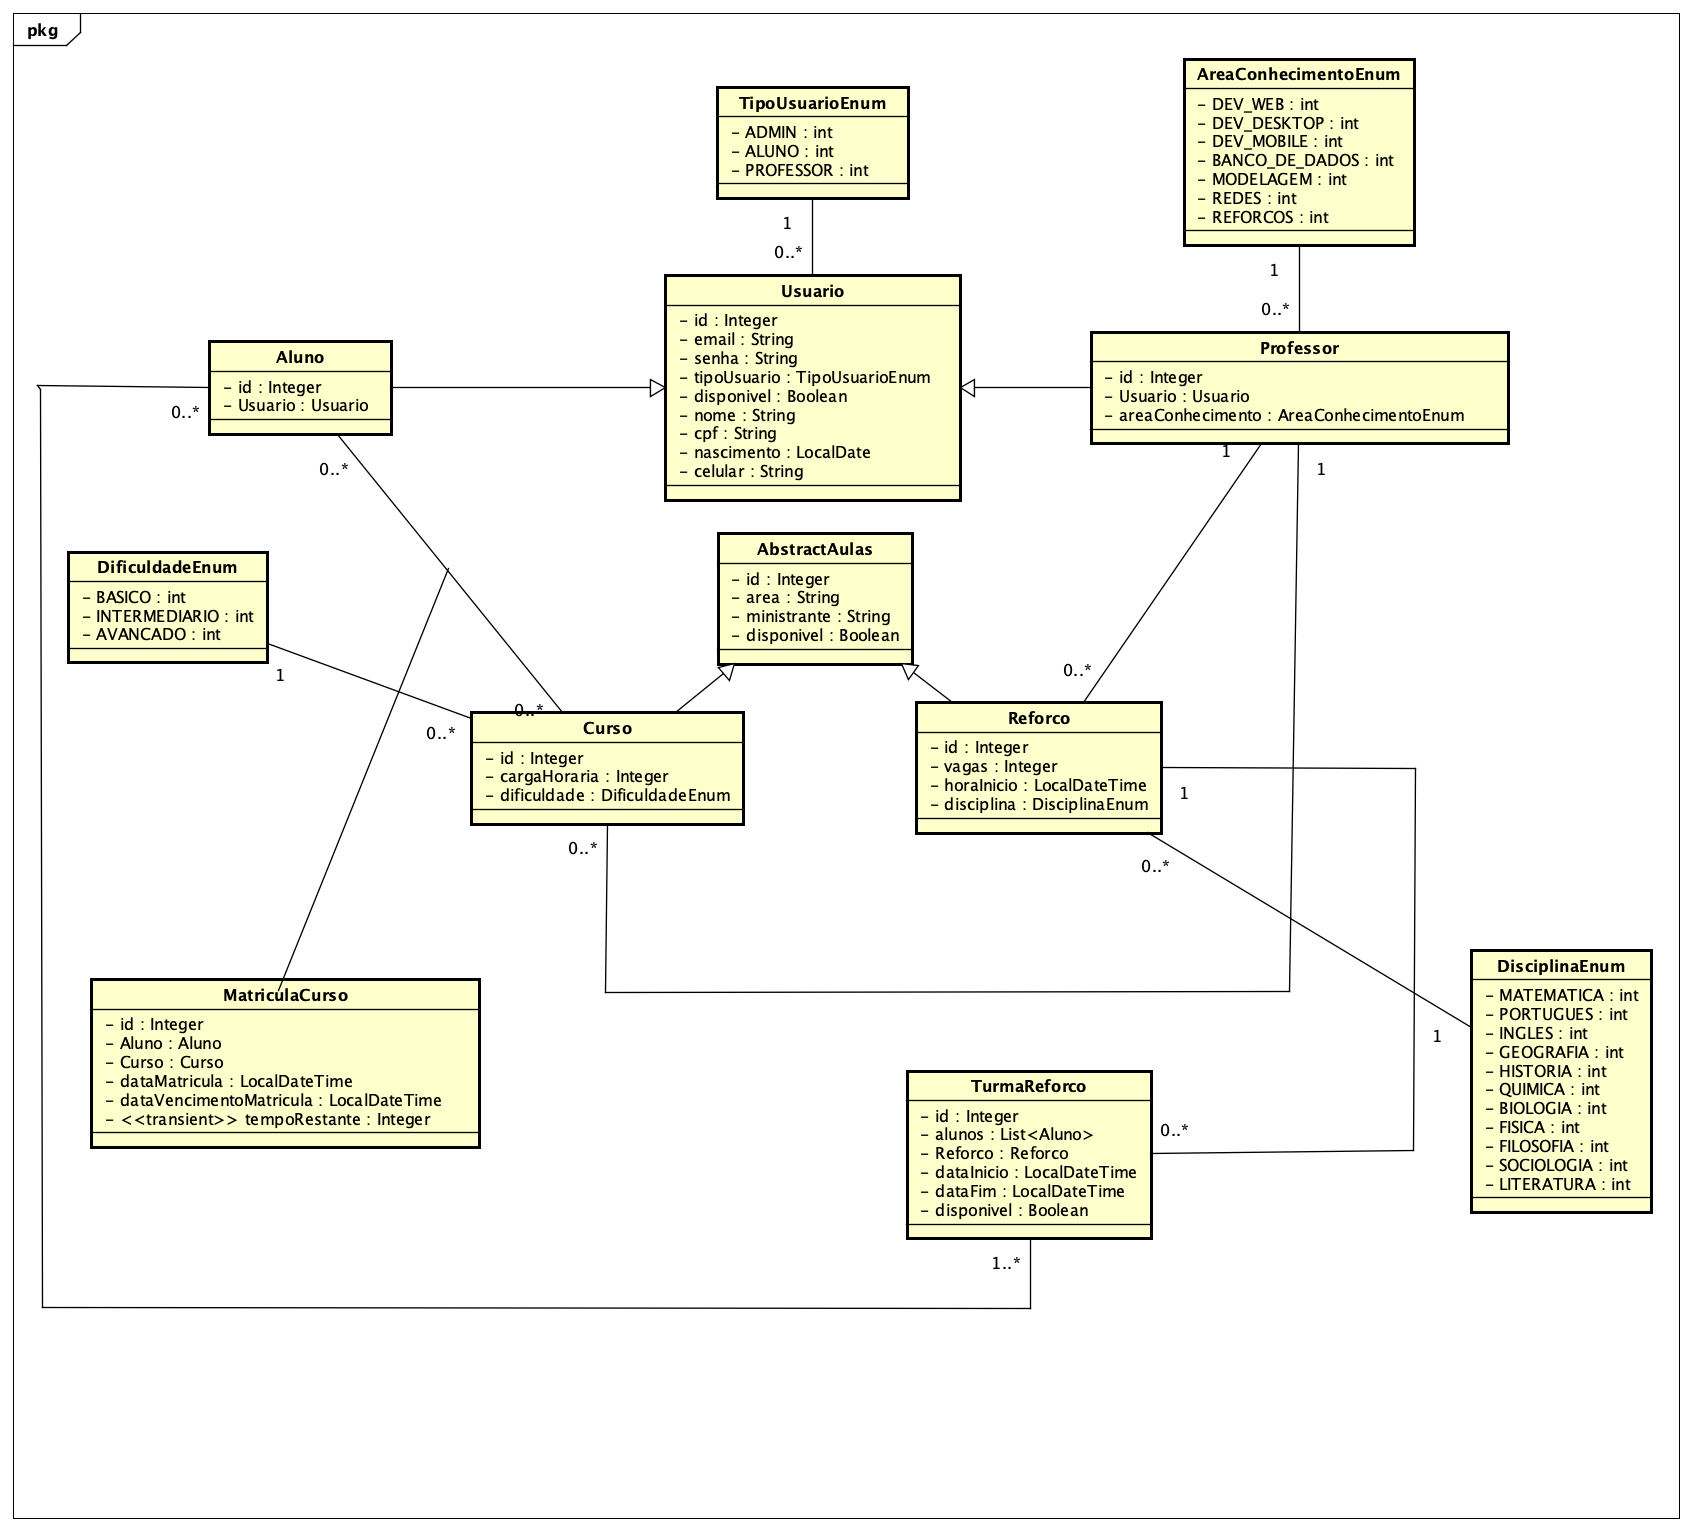 pkg
TipoUsuarioEnum
- ADMIN : int
- ALUNO : int
- PROFESSOR : int
1
0..*
AreaConhecimentoEnum
- DEV_WEB : int
- DEV_DESKTOP : int
- DEV_MOBILE : int
- BANCO_DE_DADOS : int
- MODELAGEM : int
- REDES : int
- REFORCOS : int
1
0..*
Usuario
- id : Integer
- email : String
- senha : String
- tipoUsuario : TipoUsuarioEnum
- disponivel : Boolean
- nome : String
- cpf : String
- nascimento : LocalDate
- celular : String
Aluno
- id : Integer
- Usuario : Usuario
0..*
0..*
Professor
- id : Integer
- Usuario : Usuario
- areaConhecimento : AreaConhecimentoEnum
1
1
AbstractAulas
- id : Integer
- area : String
- ministrante : String
- disponivel : Boolean
DificuldadeEnum
- BASICO : int
- INTERMEDIARIO : int
- AVANCADO : int
1
0..*
0..*
0..*
Curso
- id : Integer
- cargaHoraria : Integer
- dificuldade : DificuldadeEnum
0..*
Reforco
- id : Integer
- vagas : Integer
- horaInicio : LocalDateTime
- disciplina : DisciplinaEnum
1
0..*
DisciplinaEnum
- MATEMATICA : int
- PORTUGUES : int
- INGLES : int
- GEOGRAFIA : int
- HISTORIA : int
- QUIMICA : int
- BIOLOGIA : int
- FISICA : int
- FILOSOFIA : int
- SOCIOLOGIA : int
- LITERATURA : int
1
MatriculaCurso
- id : Integer
- Aluno : Aluno
- Curso : Curso
- dataMatricula : LocalDateTime
- dataVencimentoMatricula : LocalDateTime
- <<transient>> tempoRestante : Integer
TurmaReforco
- id : Integer
- alunos : List<Aluno>
- Reforco : Reforco
- dataInicio : LocalDateTime
- dataFim : LocalDateTime
- disponivel : Boolean
0..*
1..*